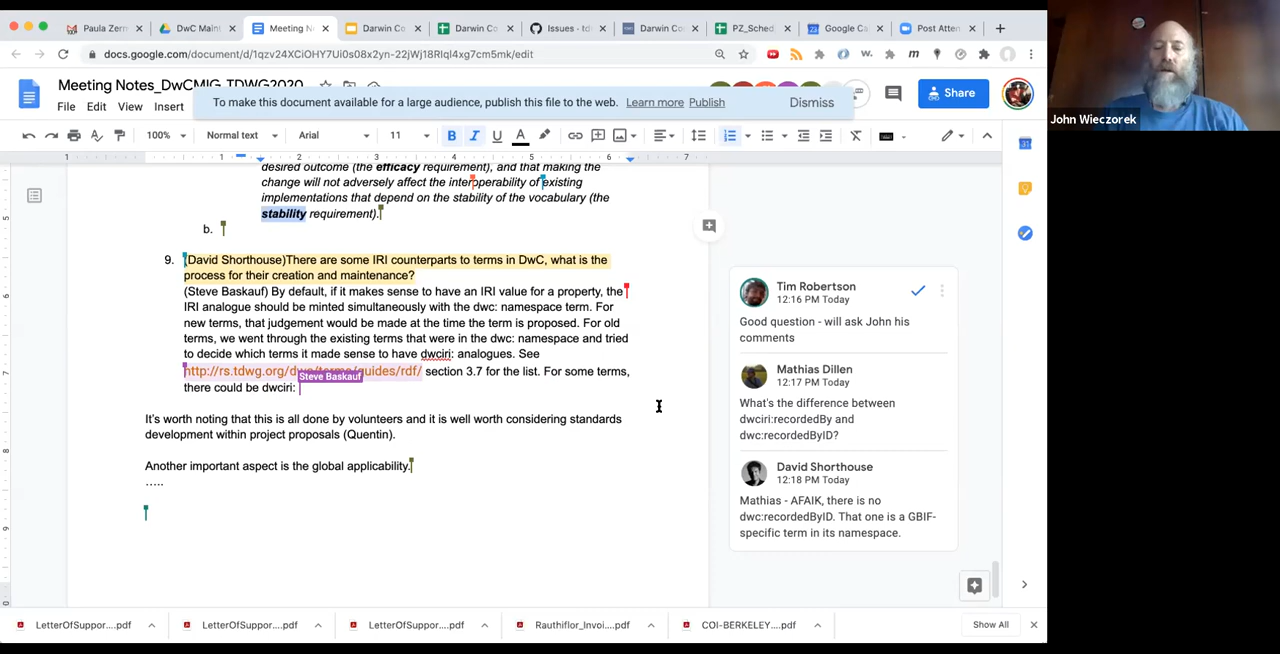 Paula Zerm
DwC Maint
Meeting No
Darwin Co
Darwin Co
Issues - tdw
Darwin Co
PZ_Sched
Google Ca
Post Atten
docs.google.com/document/d/1qzv24XCiOHY7Ui0s08x2yn-22jWj18RlqI4xg7cm5mk/edit
Meeting Notes_DwCMIG_TDWG2020
File Edit View Insert
To make this document available for a large audience, publish this file to the web. Learn more Publish Dismiss
Share
100% Normal text Arial 11
desired outcome (the efficacy requirement), and that making the
change will not adversely affect the interoperability of existing
implementations that depend on the stability of the vocabulary (the
stability requirement).
b.
9. (David Shorthouse)There are some IRI counterparts to terms in DwC, what is the
process for their creation and maintenance?
(Steve Baskauf) By default, if it makes sense to have an IRI value for a property, the
IRI analogue should be minted simultaneously with the dwc: namespace term. For
new terms, that judgement would be made at the time the term is proposed. For old
terms, we went through the existing terms that were in the dwc: namespace and tried
to decide which terms it made sense to have dwciri: analogues. See
http://rs.tdwg.org/dwc/terms/guides/rdf/ section 3.7 for the list. For some terms,
Steve Baskauf
there could be dwciri:
It's worth noting that this is all done by volunteers and it is well worth considering standards
development within project proposals (Quentin).
Another important aspect is the global applicability.
…..
Tim Robertson
12:16 PM Today
Good question - will ask John his
comments
Mathias Dillen
12:17 PM Today
What's the difference between
dwciri:recordedBy and
dwc:recordedByID?
David Shorthouse
12:18 PM Today
Mathias - AFAIK, there is no
dwc:recordedByID. That one is a GBIF-
specific term in its namespace.
John Wieczorek
LetterOfSuppor....pdf
LetterOfSuppor....pdf
LetterOfSuppor....pdf
Rauthiflor_Invoi....pdf
COI-BERKELEY....pdf
Show All